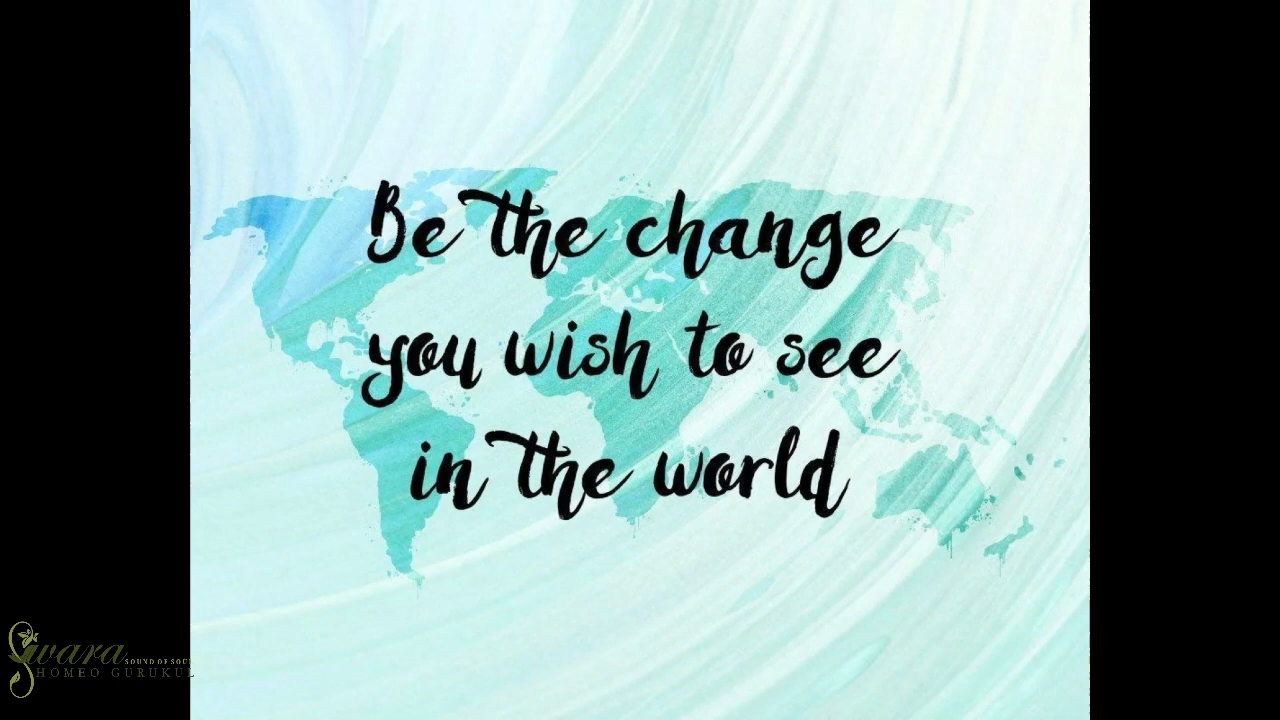 Be the change
you wish to see
in the world
Swara SOUND OF SOUL
HOMEO GURUKUL